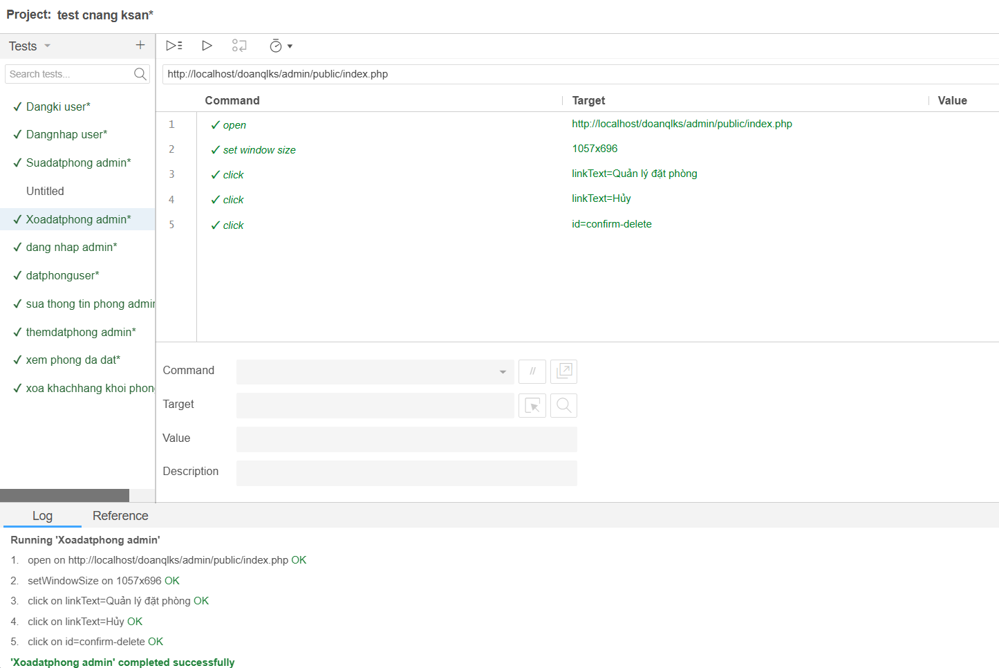 Project: test cnang ksan*
Tests
Search tests...
Dangki user*
Dangnhap user*
Suadatphong admin*
Untitled
Xoadatphong admin*
dang nhap admin*
datphonguser*
sua thong tin phong admin
themdatphong admin*
xem phong da dat*
xoa khachhang khoi phong
http://localhost/doanqlks/admin/public/index.php
Command Target Value
1 open http://localhost/doanqlks/admin/public/index.php
2 set window size 1057x696
3 click linkText=Quản lý đặt phòng
4 click linkText=Hủy
5 click id=confirm-delete
Command //
Target
Value
Description
Log Reference
Running 'Xoadatphong admin'
1. open on http://localhost/doanqlks/admin/public/index.php OK
2. setWindowSize on 1057x696 OK
3. click on linkText=Quản lý đặt phòng OK
4. click on linkText=Hủy OK
5. click on id=confirm-delete OK
'Xoadatphong admin' completed successfully